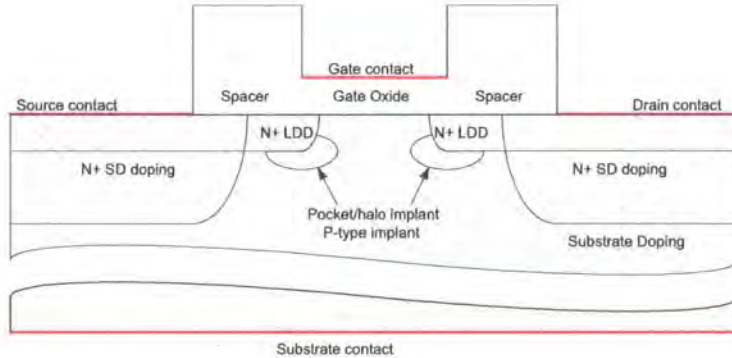 Gate contact
Source contact
Spacer
Gate Oxide
Spacer
Drain contact
N+ LDD
N+ LDD
N+ SD doping
N+ SD doping
Pocket/halo implant
P-type implant
Substrate Doping
Substrate contact